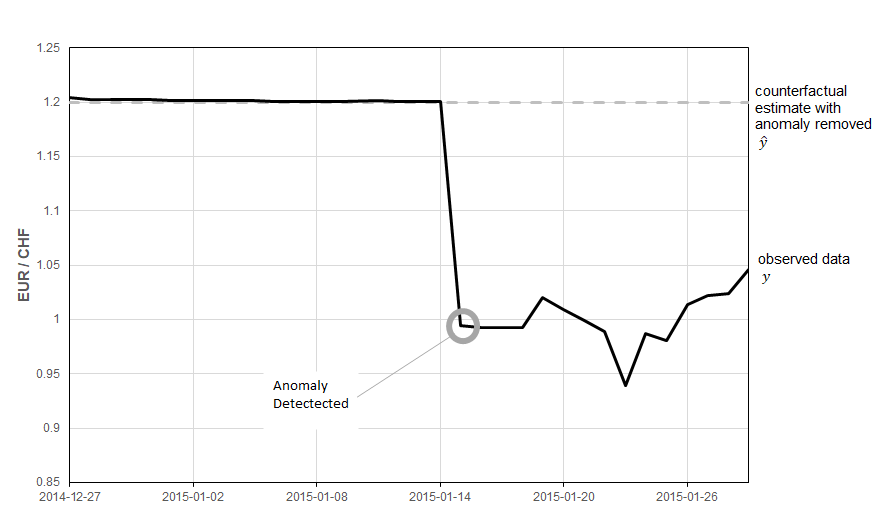 1.25
1.2
1.15
1.1
1.05
1
0.95
0.9
0.85
EUR / CHF
2014-12-27
2015-01-02
2015-01-08
2015-01-14
2015-01-20
2015-01-26
counterfactual
estimate with
anomaly removed
ŷ
observed data
y
Anomaly
Detectected